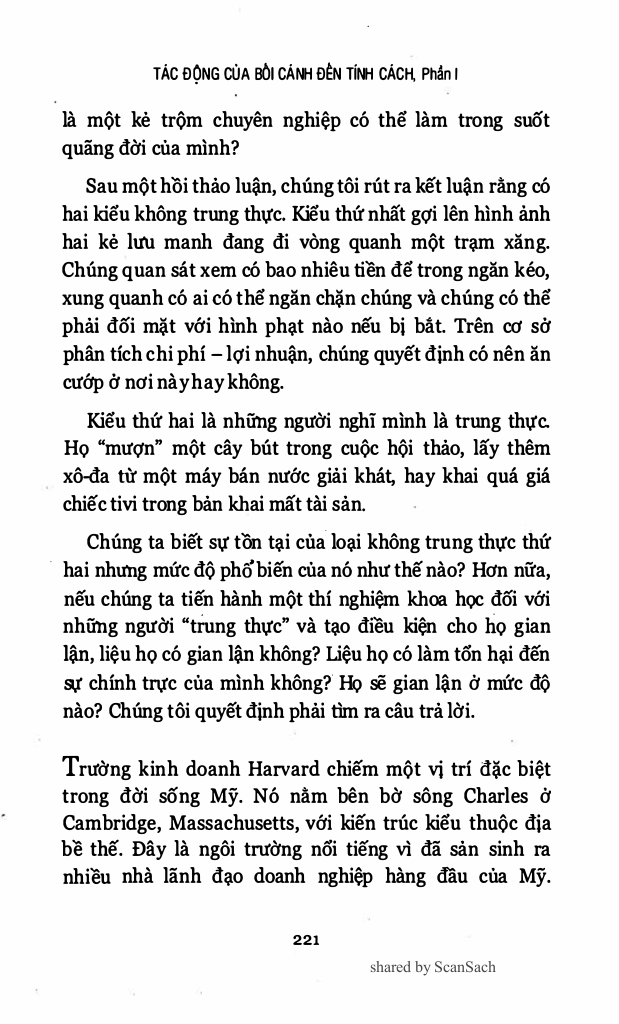 TÁC ĐỘNG CỦA BỐI CẢNH ĐẾN TÍNH CÁCH, Phần I
là một kẻ trộm chuyên nghiệp có thể làm trong suốt
quãng đời của mình?
Sau một hồi thảo luận, chúng tôi rút ra kết luận rằng có
hai kiểu không trung thực. Kiểu thứ nhất gợi lên hình ảnh
hai kẻ lưu manh đang đi vòng quanh một trạm xăng.
Chúng quan sát xem có bao nhiêu tiền để trong ngăn kéo,
xung quanh có ai có thể ngăn chặn chúng và chúng có thể
phải đối mặt với hình phạt nào nếu bị bắt. Trên cơ sở
phân tích chi phí – lợi nhuận, chúng quyết định có nên ăn
cướp ở nơi này hay không.
Kiểu thứ hai là những người nghĩ mình là trung thực.
Họ “mượn” một cây bút trong cuộc hội thảo, lấy thêm
xô-đa từ một máy bán nước giải khát, hay khai quá giá
chiếc tivi trong bản khai mất tài sản.
Chúng ta biết sự tồn tại của loại không trung thực thứ
hai nhưng mức độ phổ biến của nó như thế nào? Hơn nữa,
nếu chúng ta tiến hành một thí nghiệm khoa học đối với
những người “trung thực” và tạo điều kiện cho họ gian
lận, liệu họ có gian lận không? Liệu họ có làm tổn hại đến
sự chính trực của mình không? Họ sẽ gian lận ở mức độ
nào? Chúng tôi quyết định phải tìm ra câu trả lời.
Trường kinh doanh Harvard chiếm một vị trí đặc biệt
trong đời sống Mỹ. Nó nằm bên bờ sông Charles ở
Cambridge, Massachusetts, với kiến trúc kiểu thuộc địa
bề thế. Đây là ngôi trường nổi tiếng vì đã sản sinh ra
nhiều nhà lãnh đạo doanh nghiệp hàng đầu của Mỹ.
221
shared by ScanSach